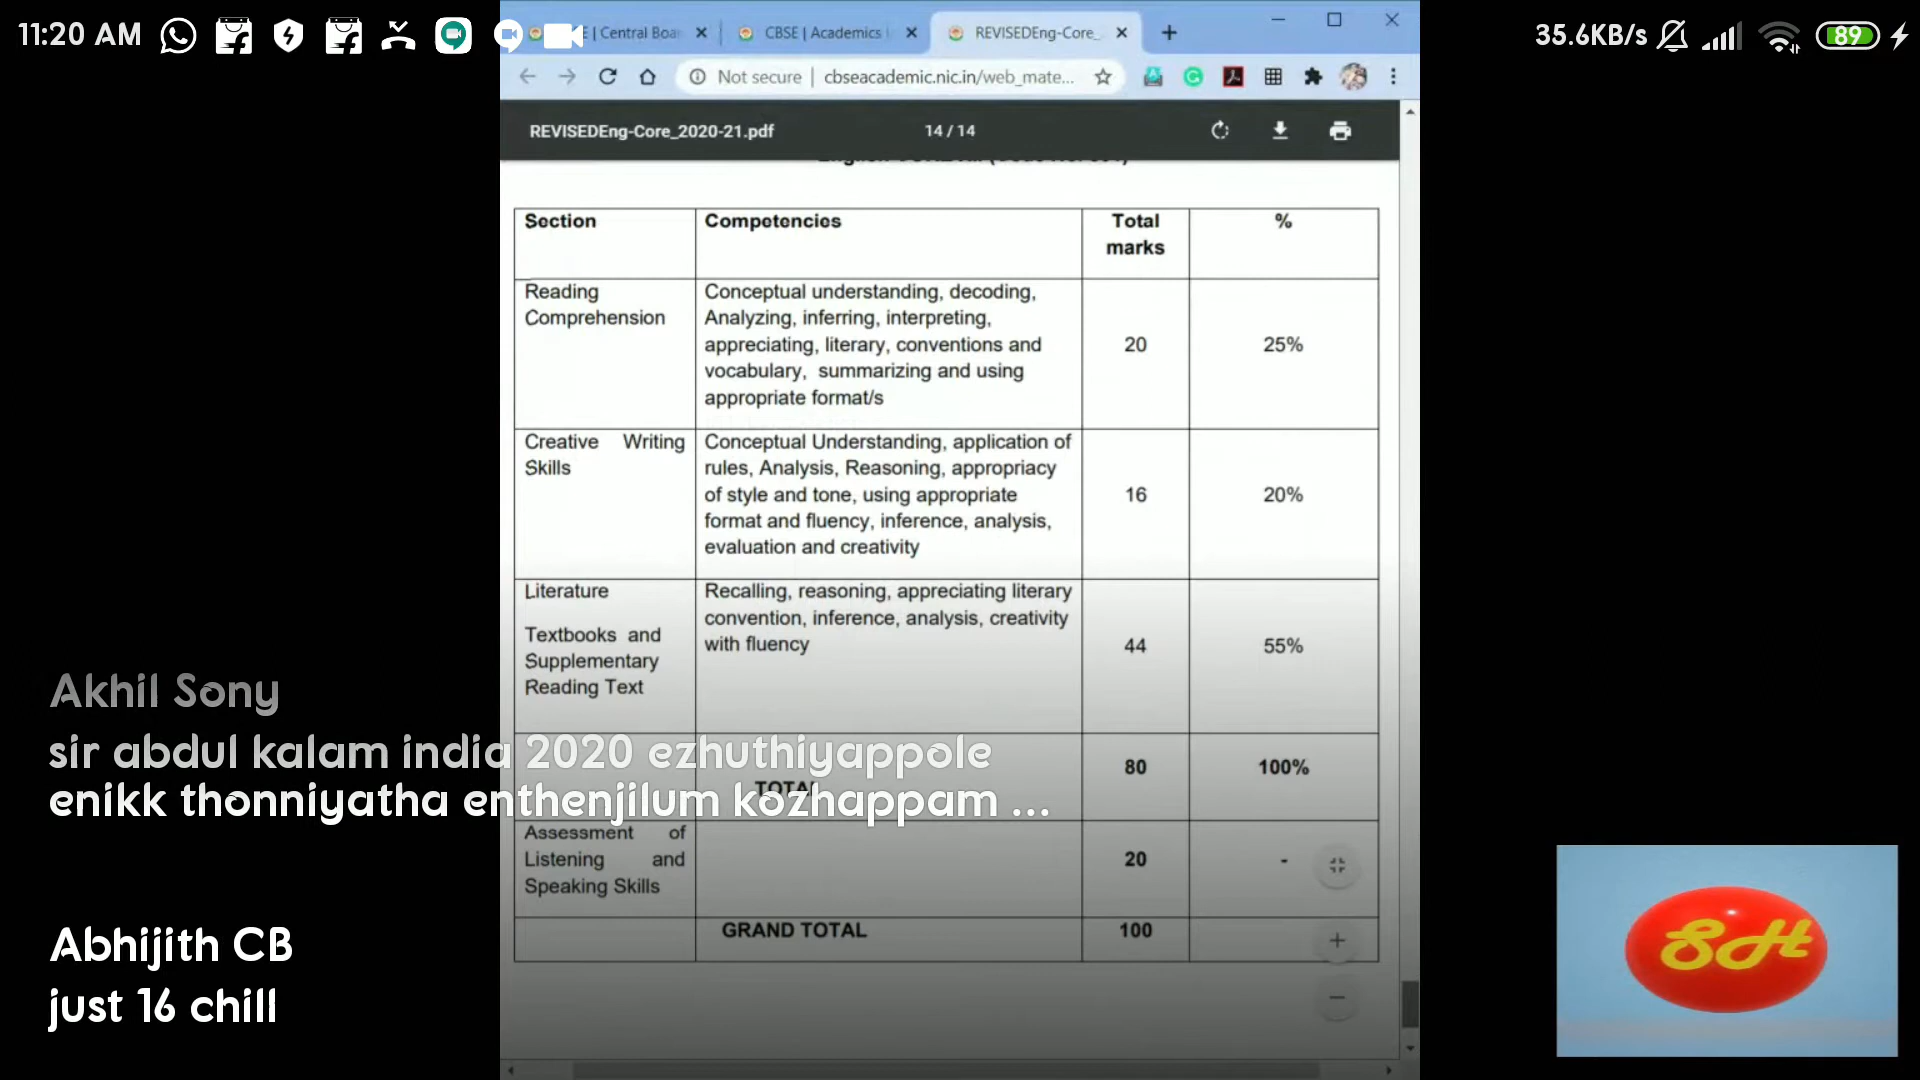 11:20 AM
35.6KB/s
89
E | Central Boa
CBSE | Academics
REVISEDEng-Core_
Not secure | cbseacademic.nic.in/web_mate...
REVISEDEng-Core_2020-21.pdf
14 / 14
Section
Competencies
Total
marks
%
Reading
Comprehension
Conceptual understanding, decoding,
Analyzing, inferring, interpreting,
appreciating, literary, conventions and
vocabulary, summarizing and using
appropriate format/s
20
25%
Creative Writing
Skills
Conceptual Understanding, application of
rules, Analysis, Reasoning, appropriacy
of style and tone, using appropriate
format and fluency, inference, analysis,
evaluation and creativity
16
20%
Literature
Textbooks and
Supplementary
Reading Text
Recalling, reasoning, appreciating literary
convention, inference, analysis, creativity
with fluency
44
55%
TOTAL
80
100%
Assessment of
Listening and
Speaking Skills
20
-
GRAND TOTAL
100
Akhil Sony
sir abdul kalam india 2020 ezhuthiyappole
enikk thonniyatha enthenjilum kozhappam ...
Abhijith CB
just 16 chill
SH